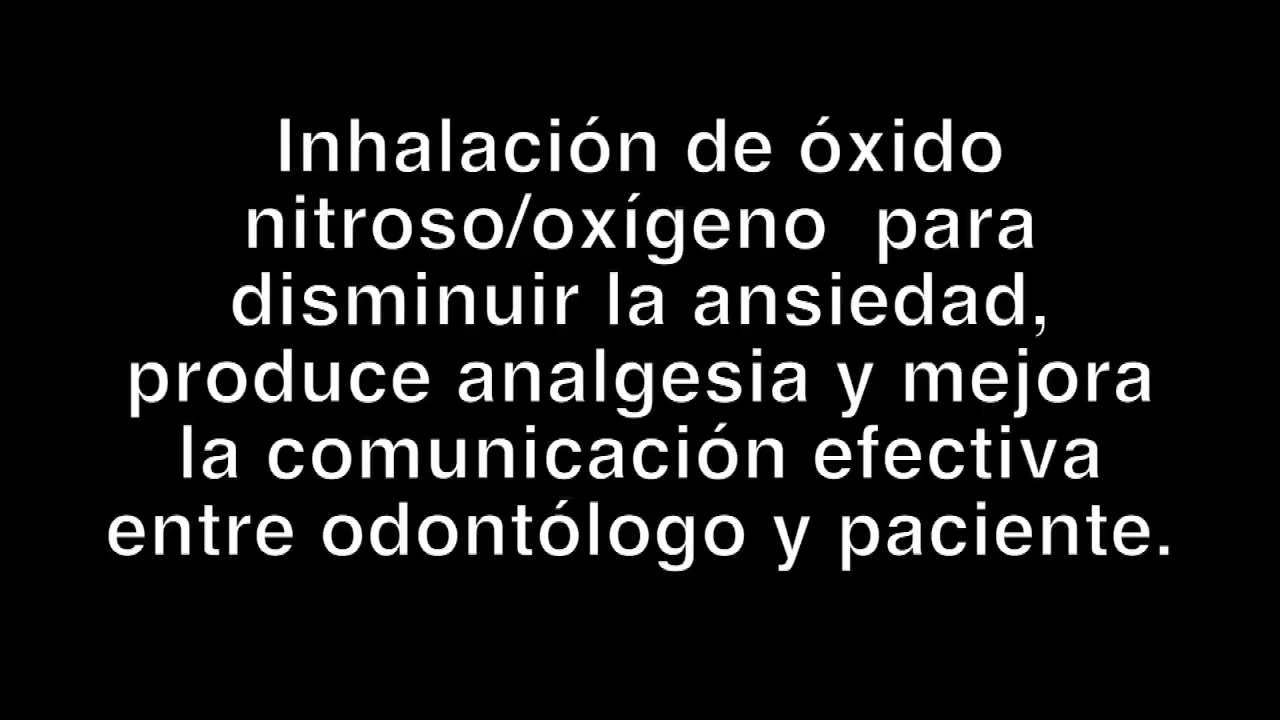 Inhalación de óxido
nitroso/oxígeno  para
disminuir la ansiedad,
produce analgesia y mejora
la comunicación efectiva
entre odontólogo y paciente.